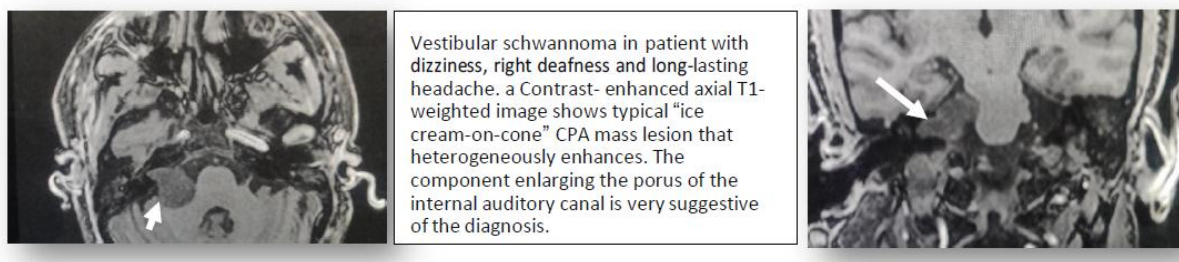 Vestibular schwannoma in patient with
dizziness, right deafness and long-lasting
headache. a Contrast- enhanced axial T1-
weighted image shows typical “ice
cream-on-cone” CPA mass lesion that
heterogeneously enhances. The
component enlarging the porus of the
internal auditory canal is very suggestive
of the diagnosis.